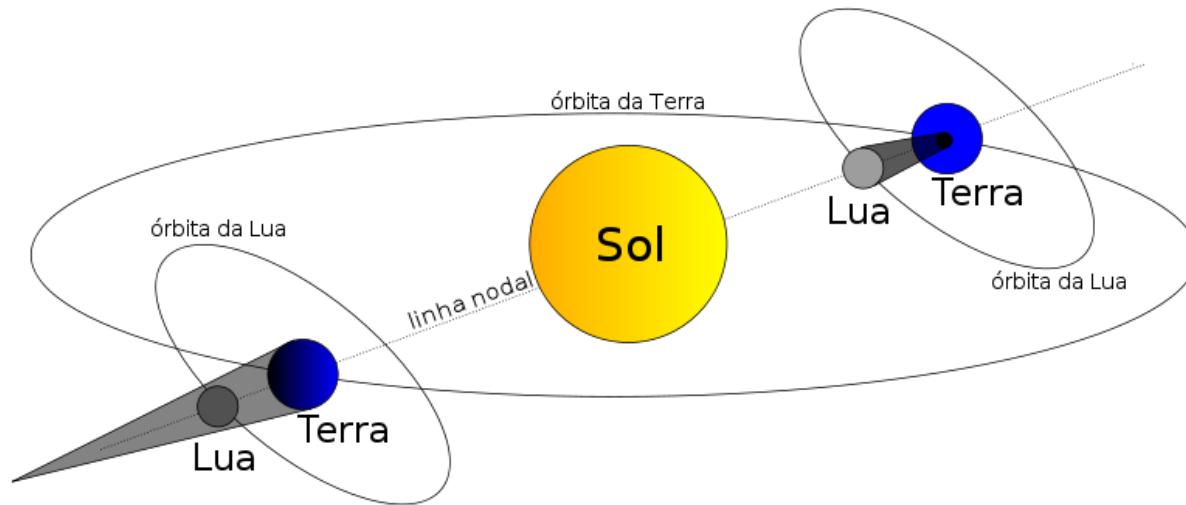 órbita da Terra
Terra
Lua
órbita da Lua
órbita da Lua
Sol
linha nodal
Terra
Lua